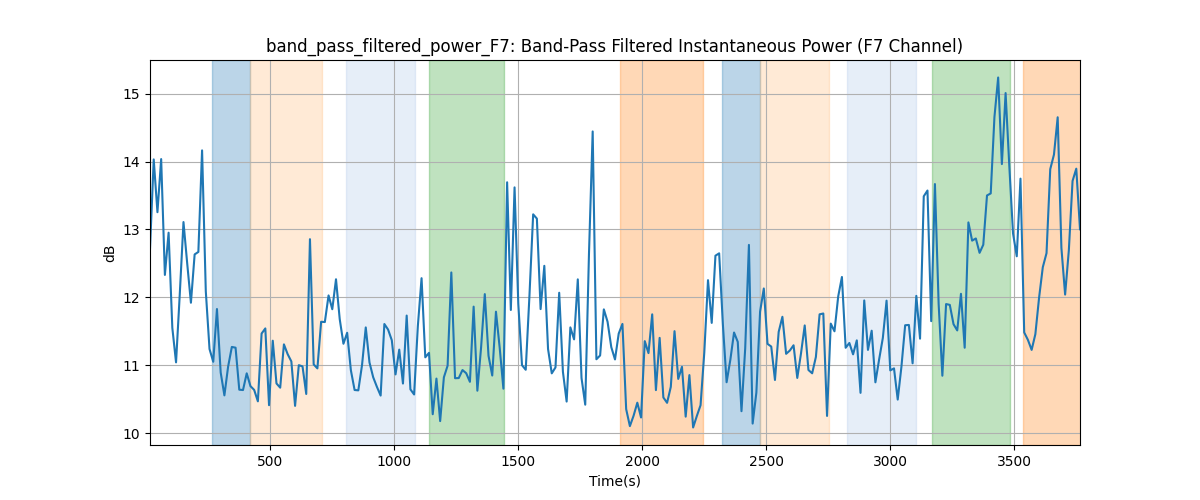 band_pass_filtered_power_F7: Band-Pass Filtered Instantaneous Power (F7 Channel)
15
14
13
12
11
10
dB
500 1000 1500 2000 2500 3000 3500
Time(s)